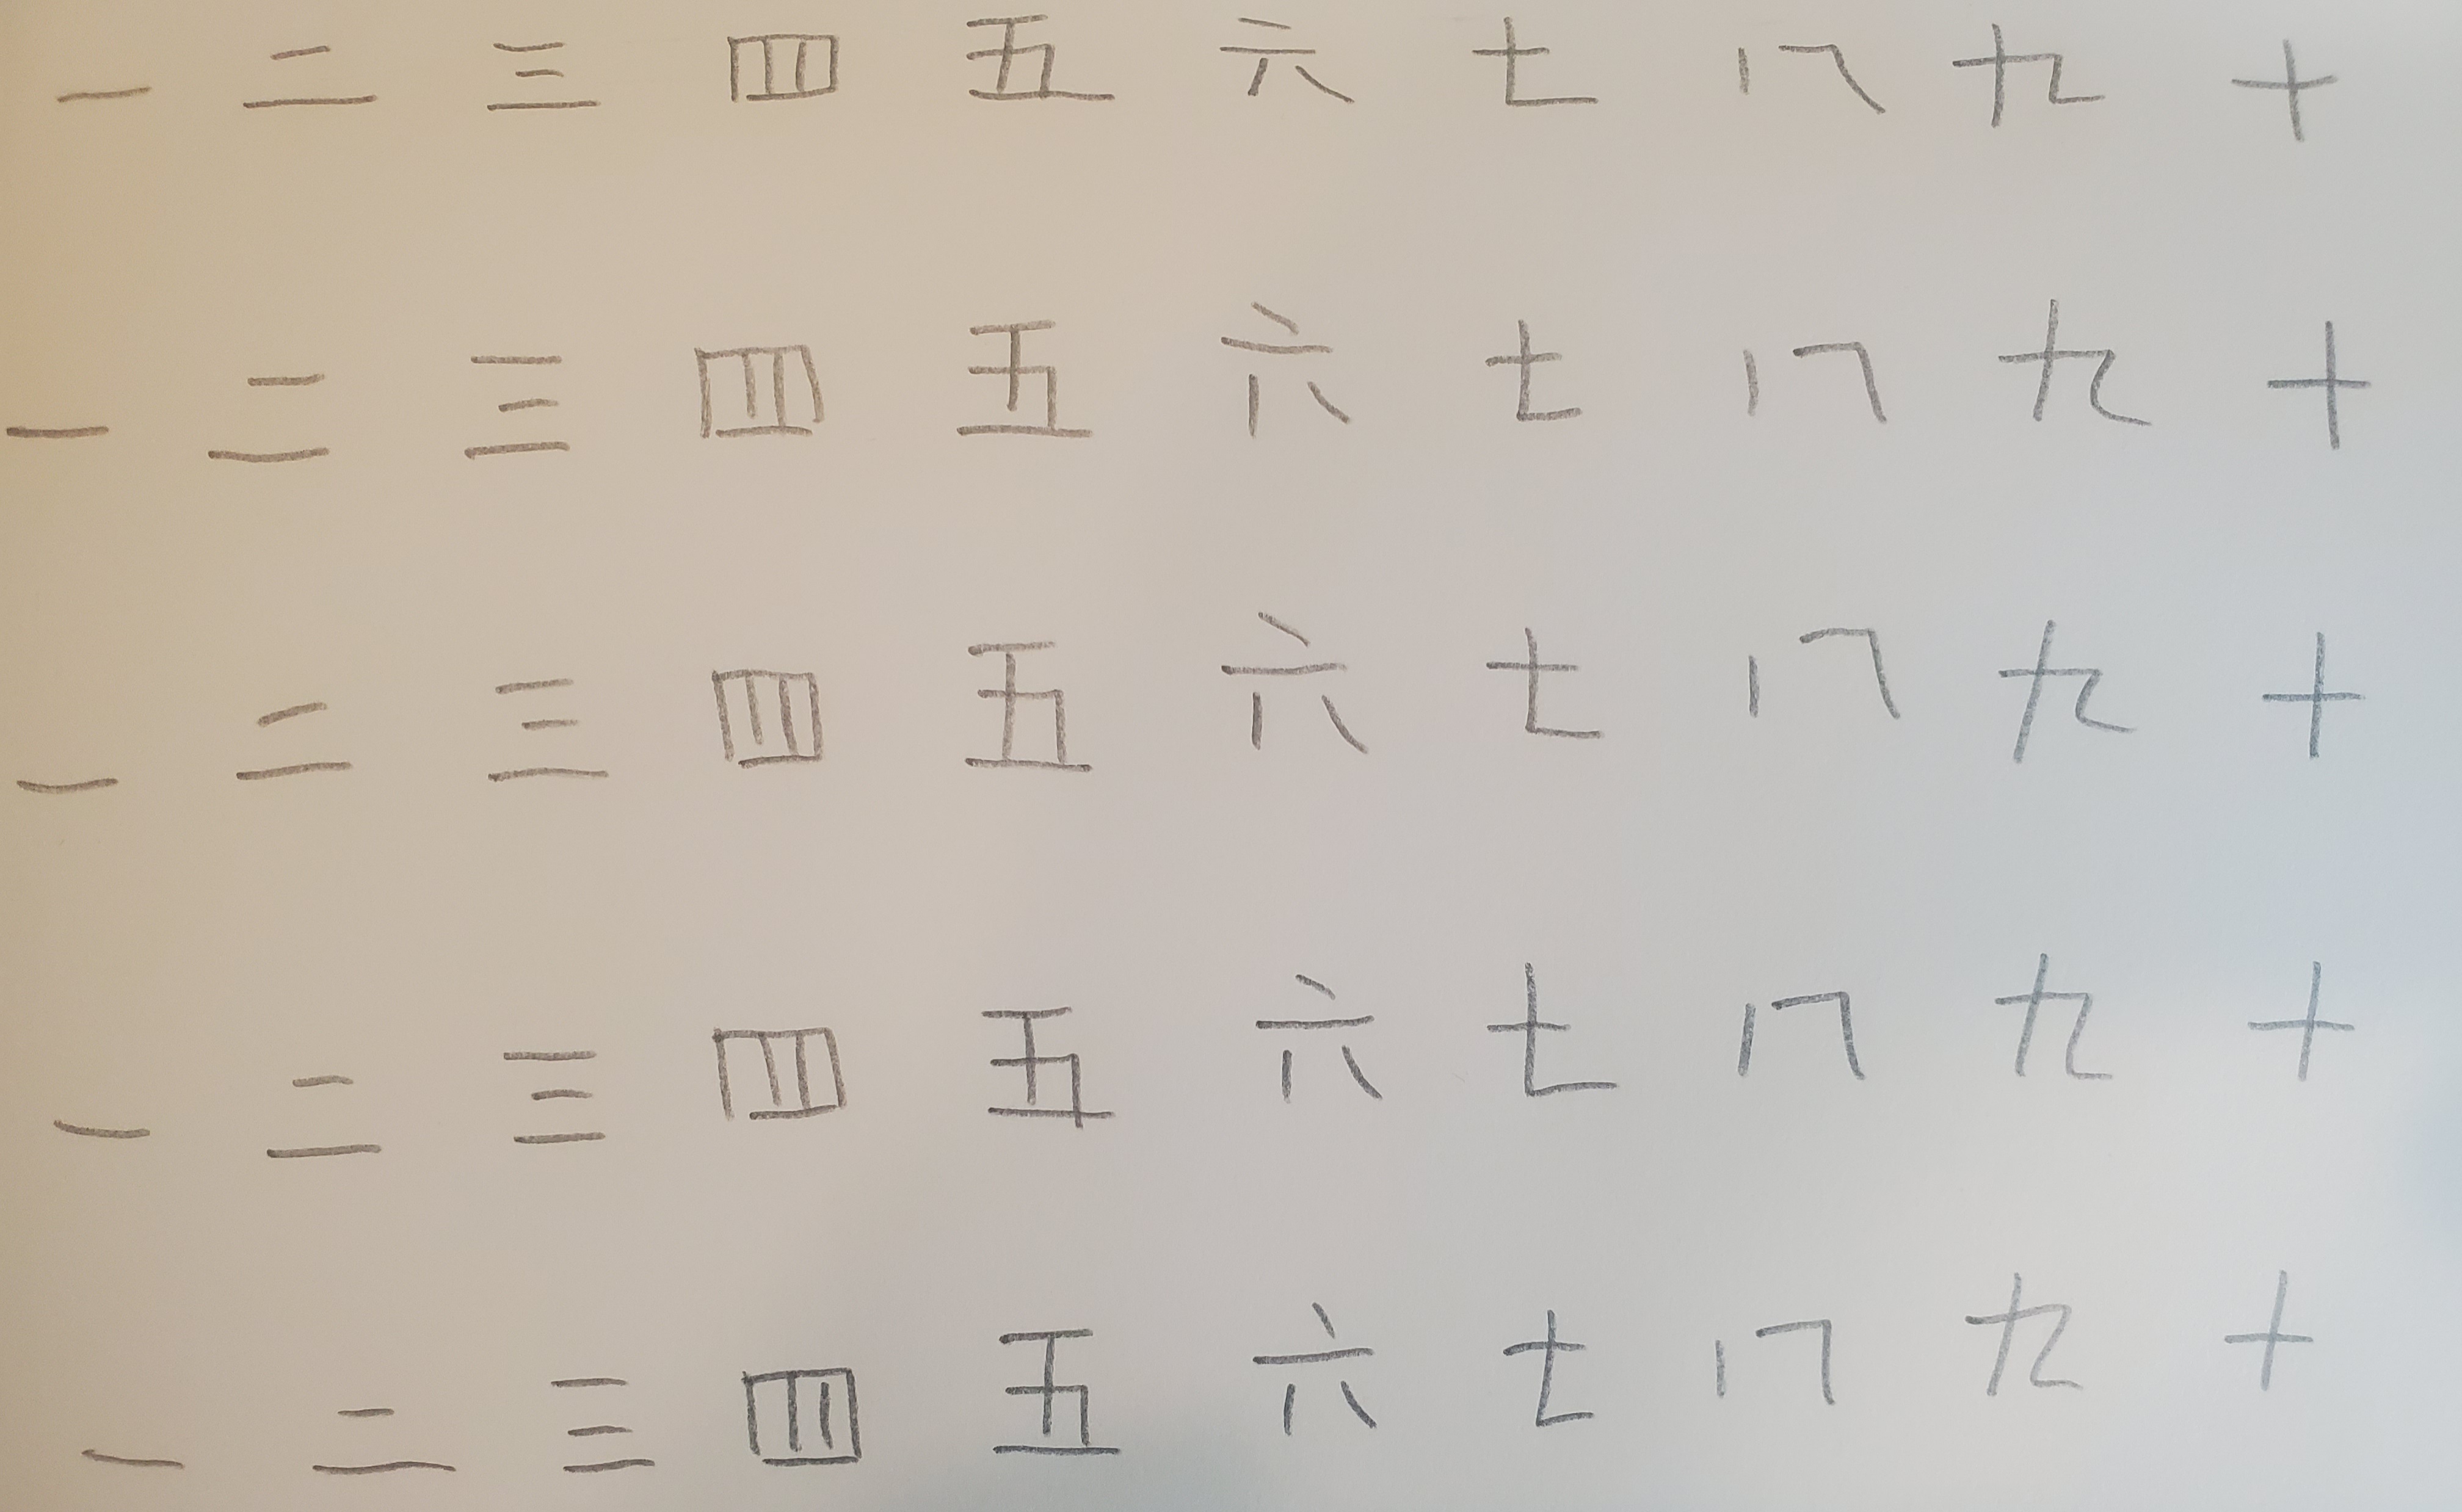 一 二 三 四 五 六 七 八 九 十
一 二 三 四 五 六 七 八 九 十
一 二 三 四 五 六 七 八 九 十
一 二 三 四 五 六 七 八 九 十
一 二 三 四 五 六 七 八 九 十